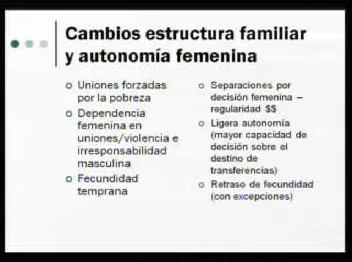 Cambios estructura familiar
y autonomía femenina
Uniones forzadas
por la pobreza
Dependencia
femenina en
uniones/violencia e
irresponsabilidad
masculina
Fecundidad
temprana
Separaciones por
decisión femenina –
regularidad $$
Ligera autonomía
(mayor capacidad de
decisión sobre el
destino de
transferencias)
Retraso de fecundidad
(con excepciones)